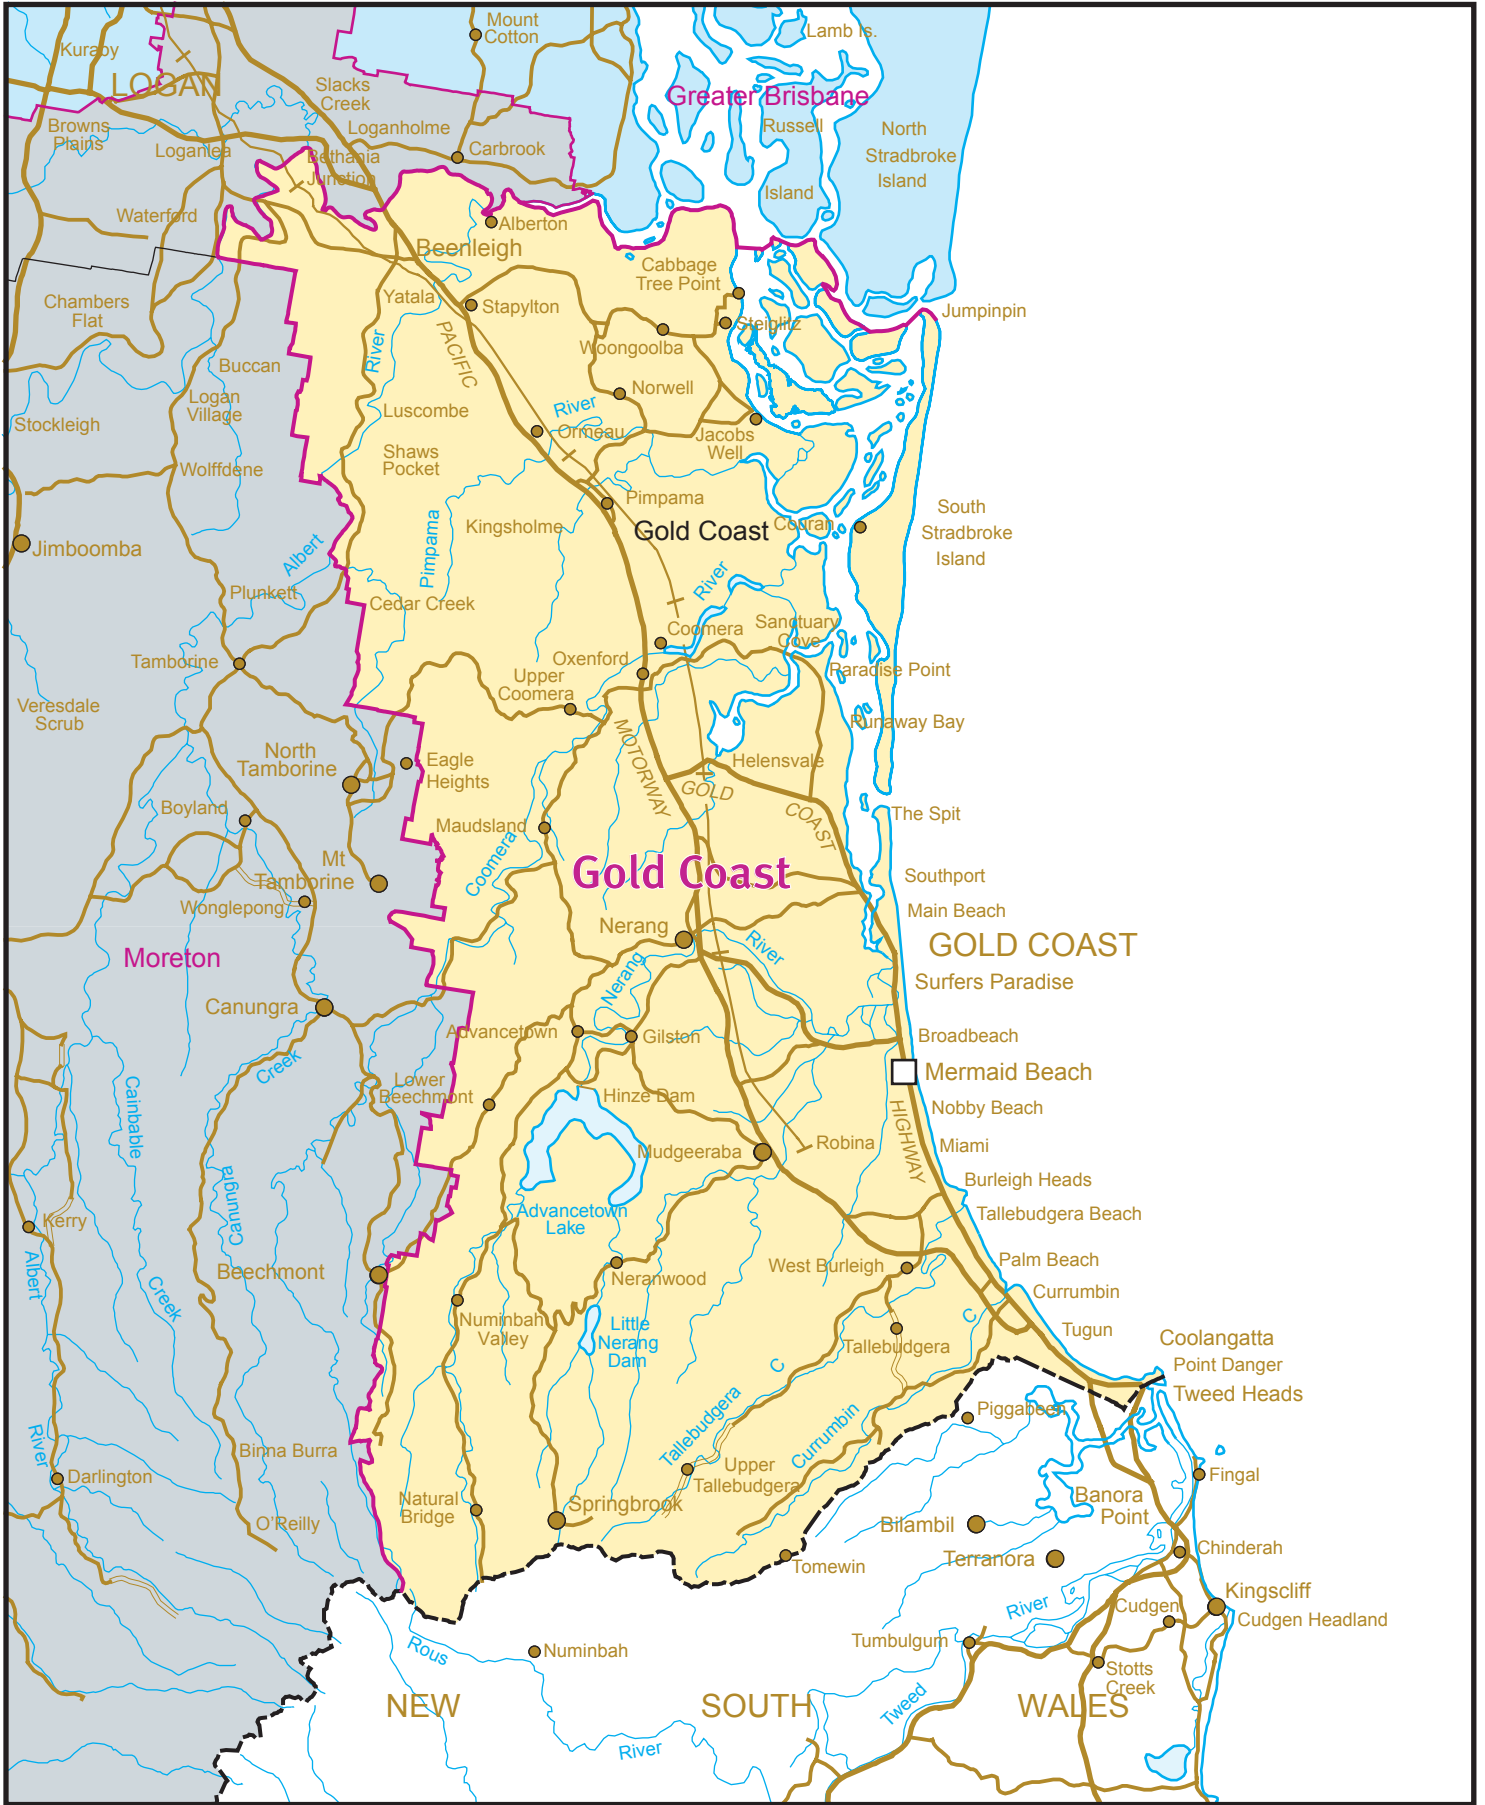 Mount
Cotton
Lamb Is.
Kuraby
LOGAN
Slacks
Creek
Greater Brisbane
Browns
Plains
Loganholme
Russell
North
Stradbroke
Island
Loganlea
Bethania
Junction
Carbrook
Island
Waterford
Alberton
Beenleigh
Cabbage
Tree Point
Chambers
Flat
Yatala
Stapylton
Steiglitz
Jumpinpin
River
PACIFIC
Woongoolba
Buccan
Logan
Village
Norwell
Luscombe
River
Stockleigh
Ormeau
Jacobs
Well
Shaws
Pocket
Wolffdene
Pimpama
Kingsholme
Gold Coast
Couran
South
Stradbroke
Island
Jimboomba
Albert
Pimpama
River
Plunkett
Cedar Creek
Sanctuary
Cove
Coomera
Tamborine
Oxenford
Upper
Coomera
Paradise Point
Veresdale
Scrub
Runaway Bay
North
Tamborine
MOTORWAY
Eagle
Heights
Helensvale
GOLD
COAST
Boyland
The Spit
Maudsland
Coomera
Mt
Tamborine
Gold Coast
Southport
Wonglepong
Main Beach
Nerang
River
GOLD COAST
Moreton
Nerang
Surfers Paradise
Canungra
Advancetown
Gilston
Broadbeach
Creek
Mermaid Beach
Lower
Beechmont
Hinze Dam
Nobby Beach
Cainbable
HIGHWAY
Mudgeeraba
Robina
Miami
Canungra
Burleigh Heads
Advancetown
Lake
Tallebudgera Beach
Kerry
Albert
Beechmont
Neranwood
West Burleigh
Palm Beach
Creek
Currumbin
Numinbah
Valley
Little
Nerang
Dam
C
Tallebudgera
Tugun
Coolangatta
Point Danger
C
Tweed Heads
Tallebudgera
Currumbin
Piggabeen
River
Binna Burra
Darlington
Upper
Tallebudgera
Fingal
Natural
Bridge
Springbrook
Banora
Point
O'Reilly
Bilambil
Chinderah
Tomewin
Terranora
Kingscliff
River
Cudgen
Cudgen Headland
Rous
Numinbah
Tumbulgum
Stotts
Creek
NEW
SOUTH
WALES
Tweed
River